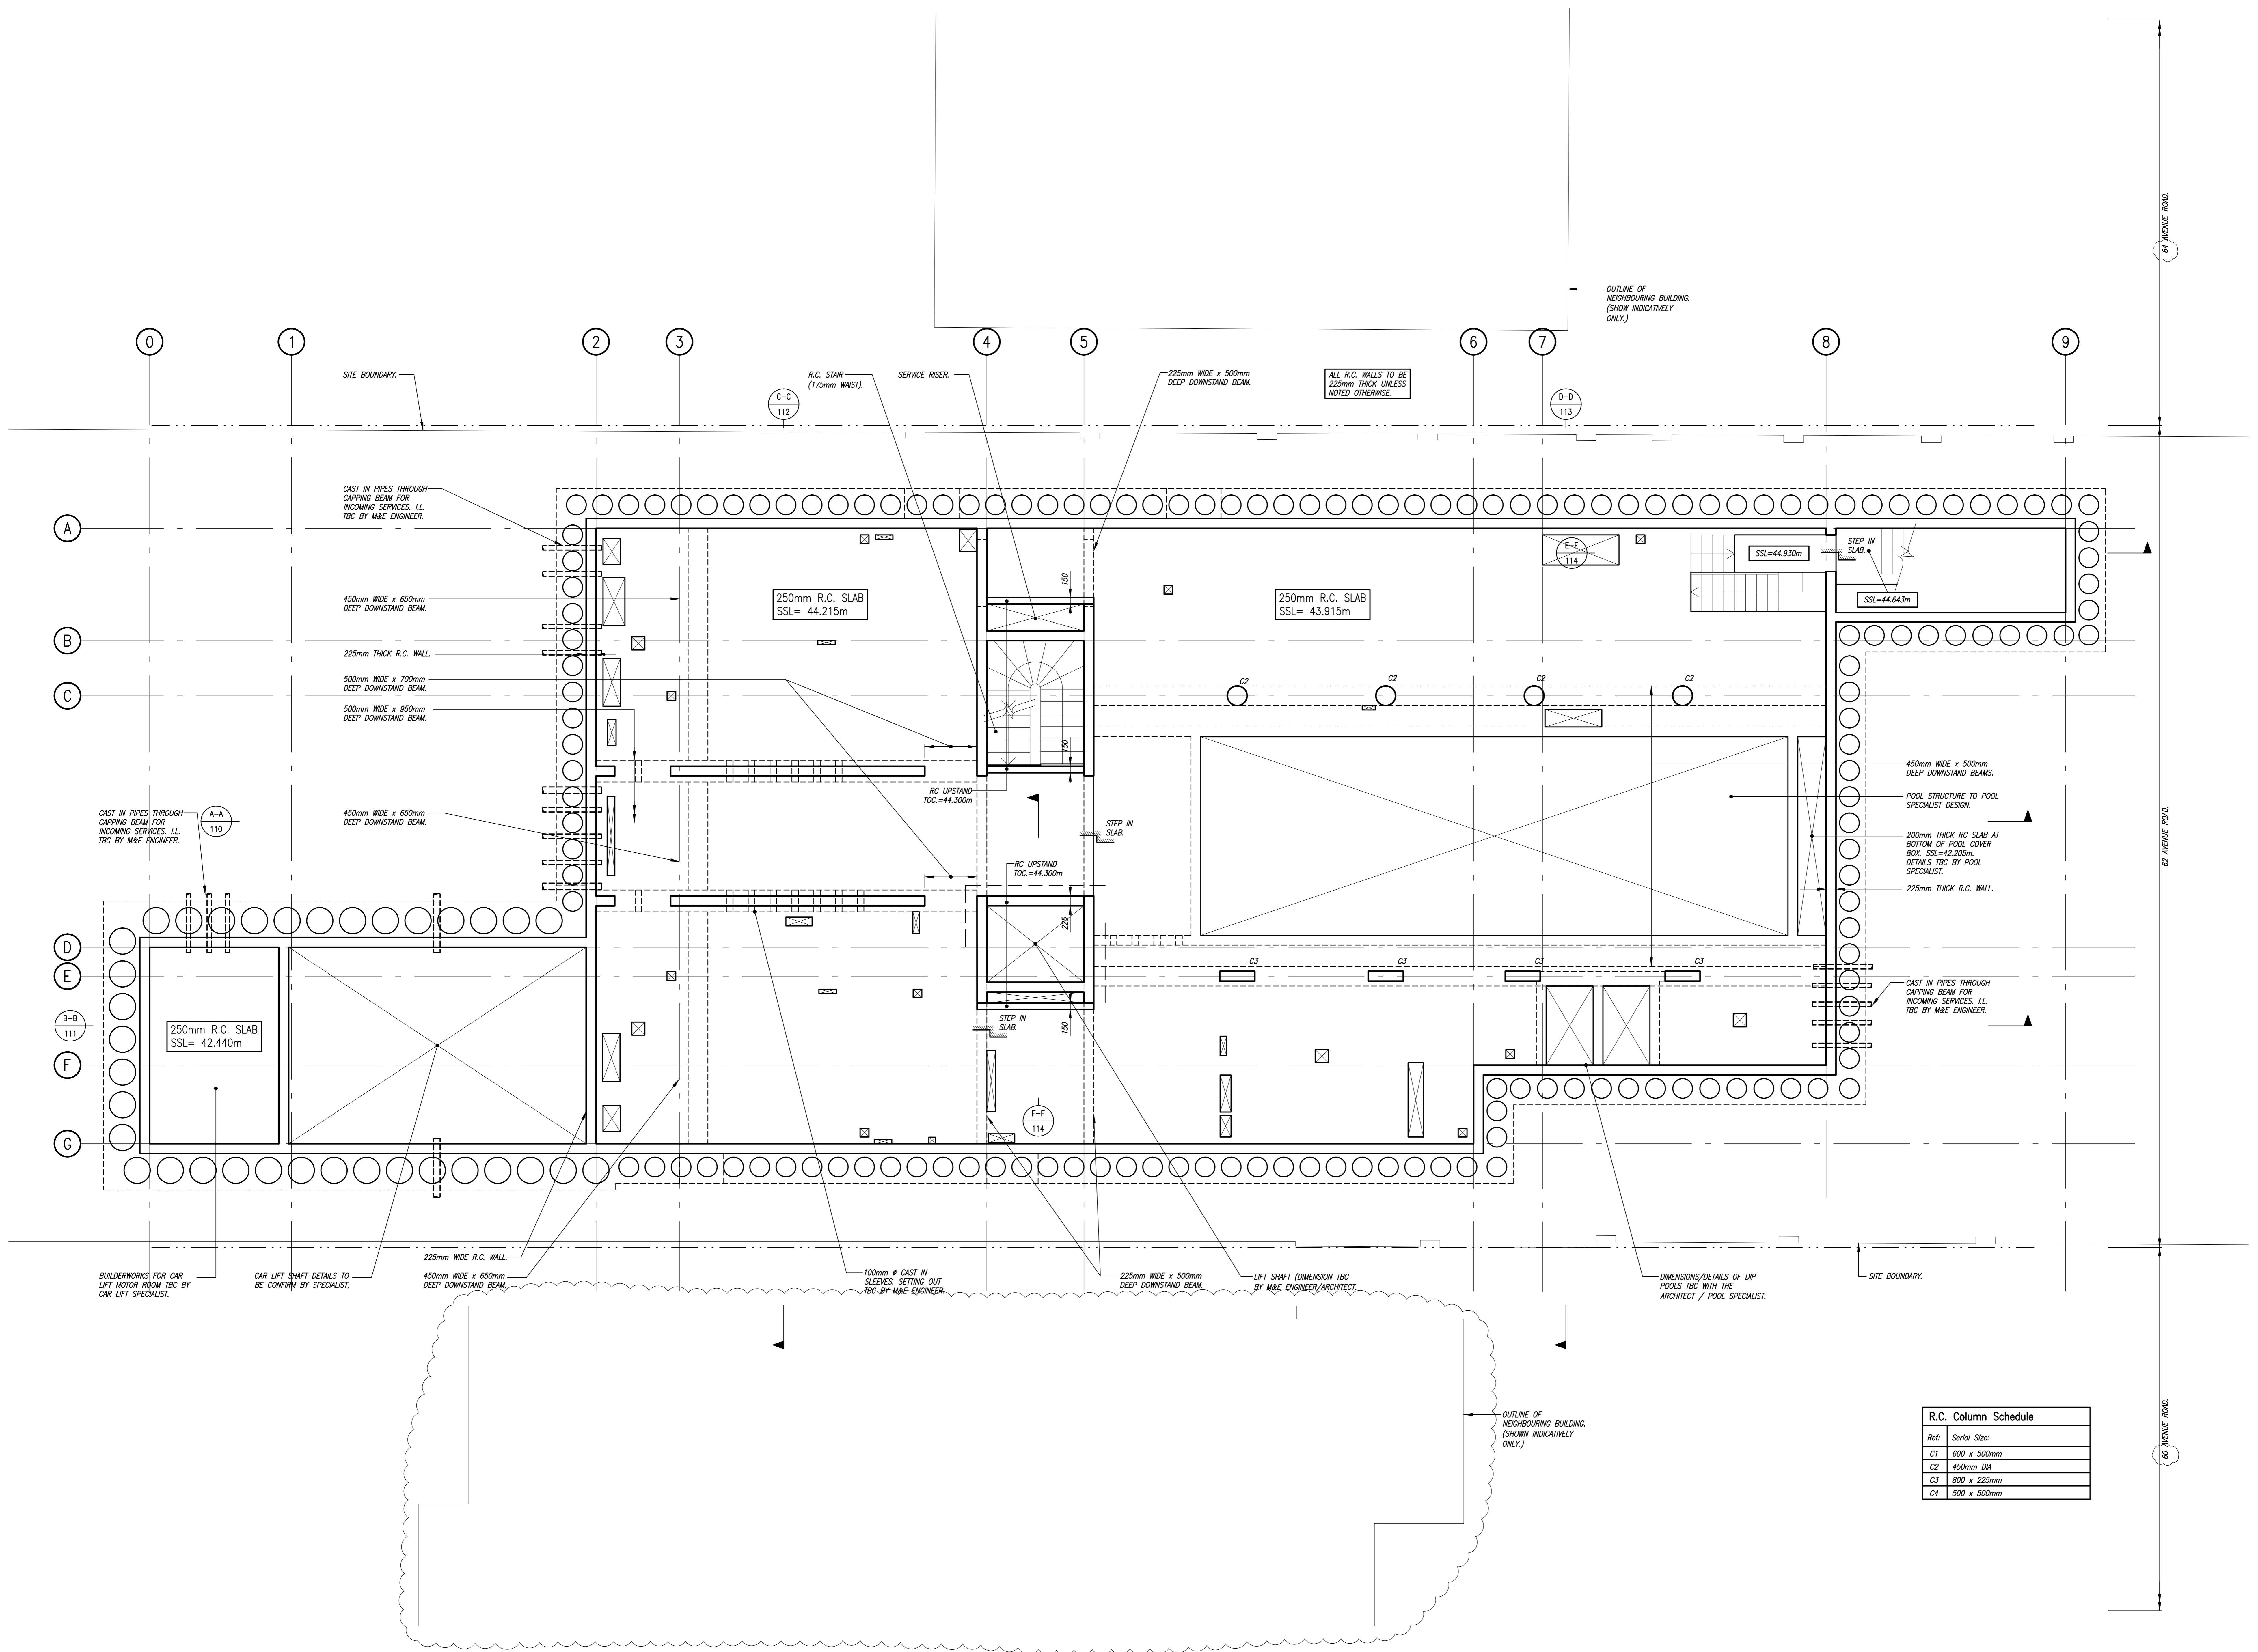 64 AVENUE ROAD.
OUTLINE OF
NEIGHBOURING BUILDING.
(SHOW INDICATIVELY
ONLY.)
0
1
2
3
4
5
6
7
8
9
SITE BOUNDARY.
R.C. STAIR
(175mm WAIST).
SERVICE RISER.
225mm WIDE x 500mm
DEEP DOWNSTAND BEAM.
ALL R.C. WALLS TO BE
225mm THICK UNLESS
NOTED OTHERWISE.
C-C
112
D-D
113
CAST IN PIPES THROUGH
CAPPING BEAM FOR
INCOMING SERVICES. I.L.
TBC BY M&E ENGINEER.
A
E-E
114
SSL=44.930m
STEP IN
SLAB.
150
450mm WIDE x 650mm
DEEP DOWNSTAND BEAM.
250mm R.C. SLAB
SSL= 44.215m
250mm R.C. SLAB
SSL= 43.915m
SSL=44.643m
B
225mm THICK R.C. WALL.
500mm WIDE x 700mm
DEEP DOWNSTAND BEAM.
C
C2
C2
C2
C2
500mm WIDE x 950mm
DEEP DOWNSTAND BEAM.
150
450mm WIDE x 500mm
DEEP DOWNSTAND BEAMS.
RC UPSTAND
TOC.=44.300m
POOL STRUCTURE TO POOL
SPECIALIST DESIGN.
CAST IN PIPES THROUGH
CAPPING BEAM FOR
INCOMING SERVICES. I.L.
TBC BY M&E ENGINEER.
A-A
110
450mm WIDE x 650mm
DEEP DOWNSTAND BEAM.
STEP IN
SLAB.
200mm THICK RC SLAB AT
BOTTOM OF POOL COVER
BOX. SSL=42.205m.
DETAILS TBC BY POOL
SPECIALIST.
62 AVENUE ROAD.
RC UPSTAND
TOC.=44.300m
225mm THICK R.C. WALL.
225
D
E
C3
C3
C3
C3
CAST IN PIPES THROUGH
CAPPING BEAM FOR
INCOMING SERVICES. I.L.
TBC BY M&E ENGINEER.
B-B
111
250mm R.C. SLAB
SSL= 42.440m
STEP IN
SLAB.
150
F
F-F
114
G
225mm WIDE R.C. WALL.
BUILDERWORKS FOR CAR
LIFT MOTOR ROOM TBC BY
CAR LIFT SPECIALIST.
CAR LIFT SHAFT DETAILS TO
BE CONFIRM BY SPECIALIST.
450mm WIDE x 650mm
DEEP DOWNSTAND BEAM.
100mm ø CAST IN
SLEEVES. SETTING OUT
TBC BY M&E ENGINEER.
225mm WIDE x 500mm
DEEP DOWNSTAND BEAM.
LIFT SHAFT (DIMENSION TBC
BY M&E ENGINEER/ARCHITECT.
DIMENSIONS/DETAILS OF DIP
POOLS TBC WITH THE
ARCHITECT / POOL SPECIALIST.
SITE BOUNDARY.
OUTLINE OF
NEIGHBOURING BUILDING.
(SHOWN INDICATIVELY
ONLY.)
60 AVENUE ROAD.
R.C. Column Schedule
Ref: Serial Size:
C1 600 x 500mm
C2 450mm DIA
C3 800 x 225mm
C4 500 x 500mm